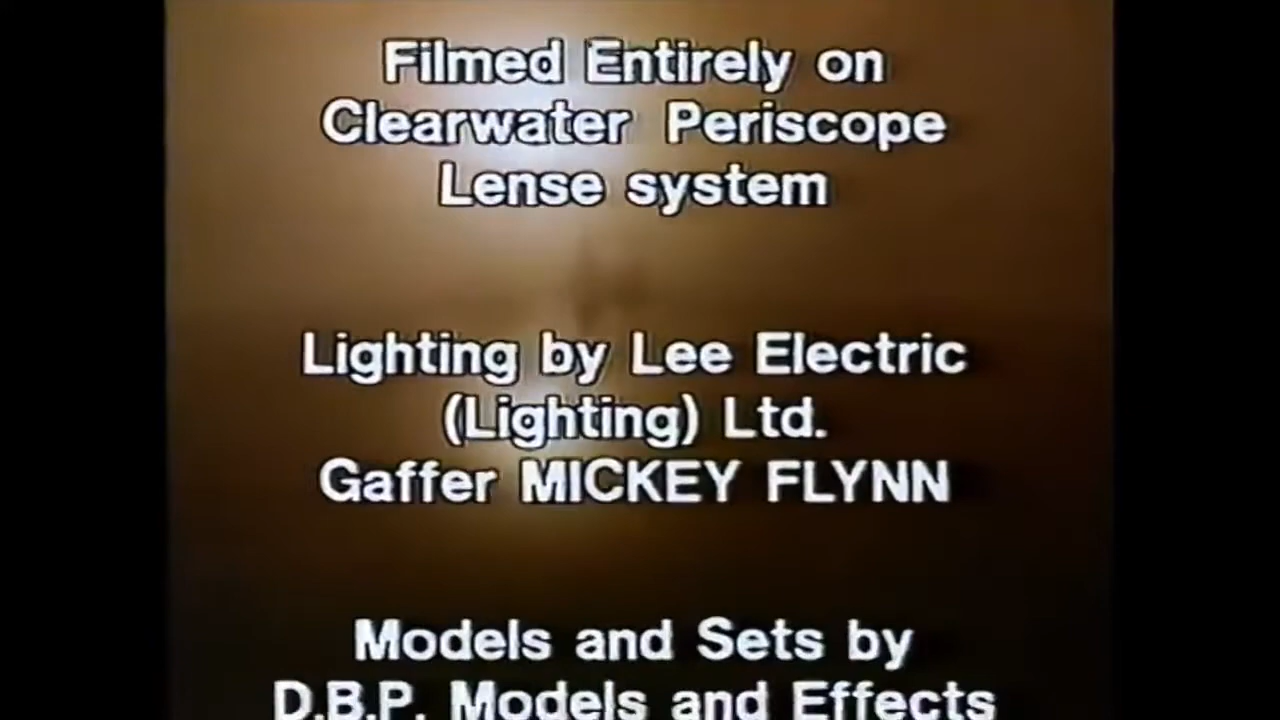 Filmed Entirely on
Clearwater Periscope
Lense system
Lighting by Lee Electric
(Lighting) Ltd.
Gaffer MICKEY FLYNN
Models and Sets by
D.B.P. Models and Effects